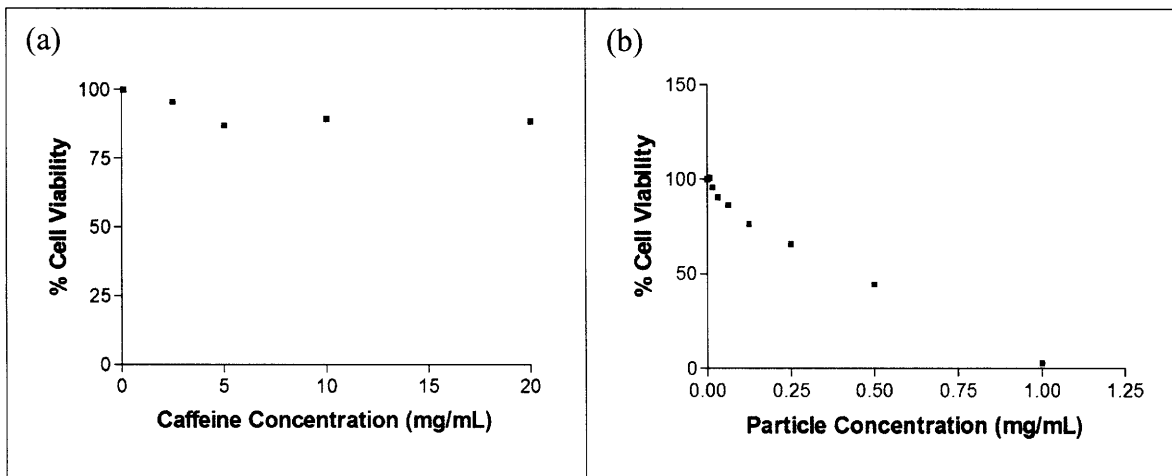 (a)
100
75
50
25
0
% Cell Viability
0 5 10 15 20
Caffeine Concentration (mg/mL)
(b)
150
100
50
0
% Cell Viability
0.00 0.25 0.50 0.75 1.00 1.25
Particle Concentration (mg/mL)